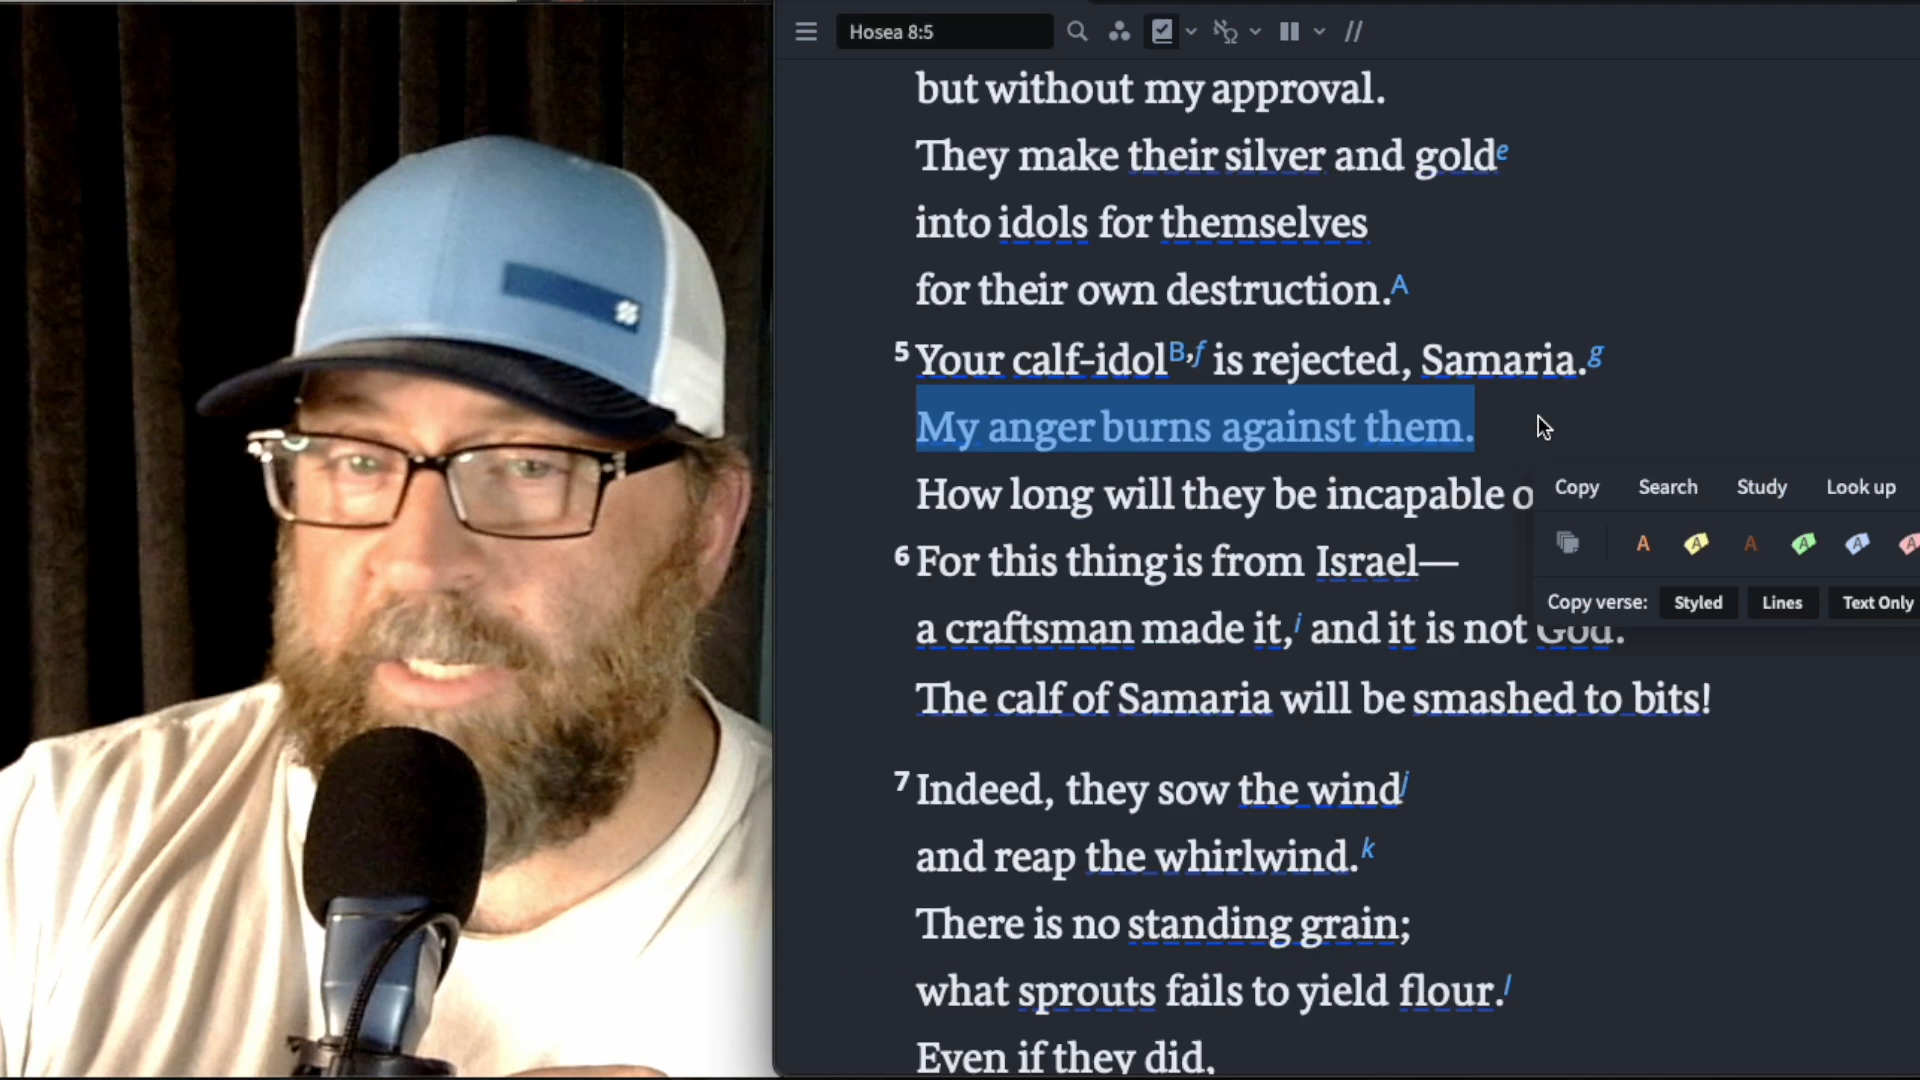 Hosea 8:5
but without my approval.
They make their silver and gold e
into idols for themselves
for their own destruction. A
5 Your calf-idol B,f is rejected, Samaria. g
My anger burns against them.
How long will they be incapable
Copy Search Study Look up
6 For this thing is from Israel—
Copy verse: Styled Lines Text Only
a craftsman made it, i and it is not God.
The calf of Samaria will be smashed to bits!
7 Indeed, they sow the wind j
and reap the whirlwind. k
There is no standing grain;
what sprouts fails to yield flour. l
Even if they did,